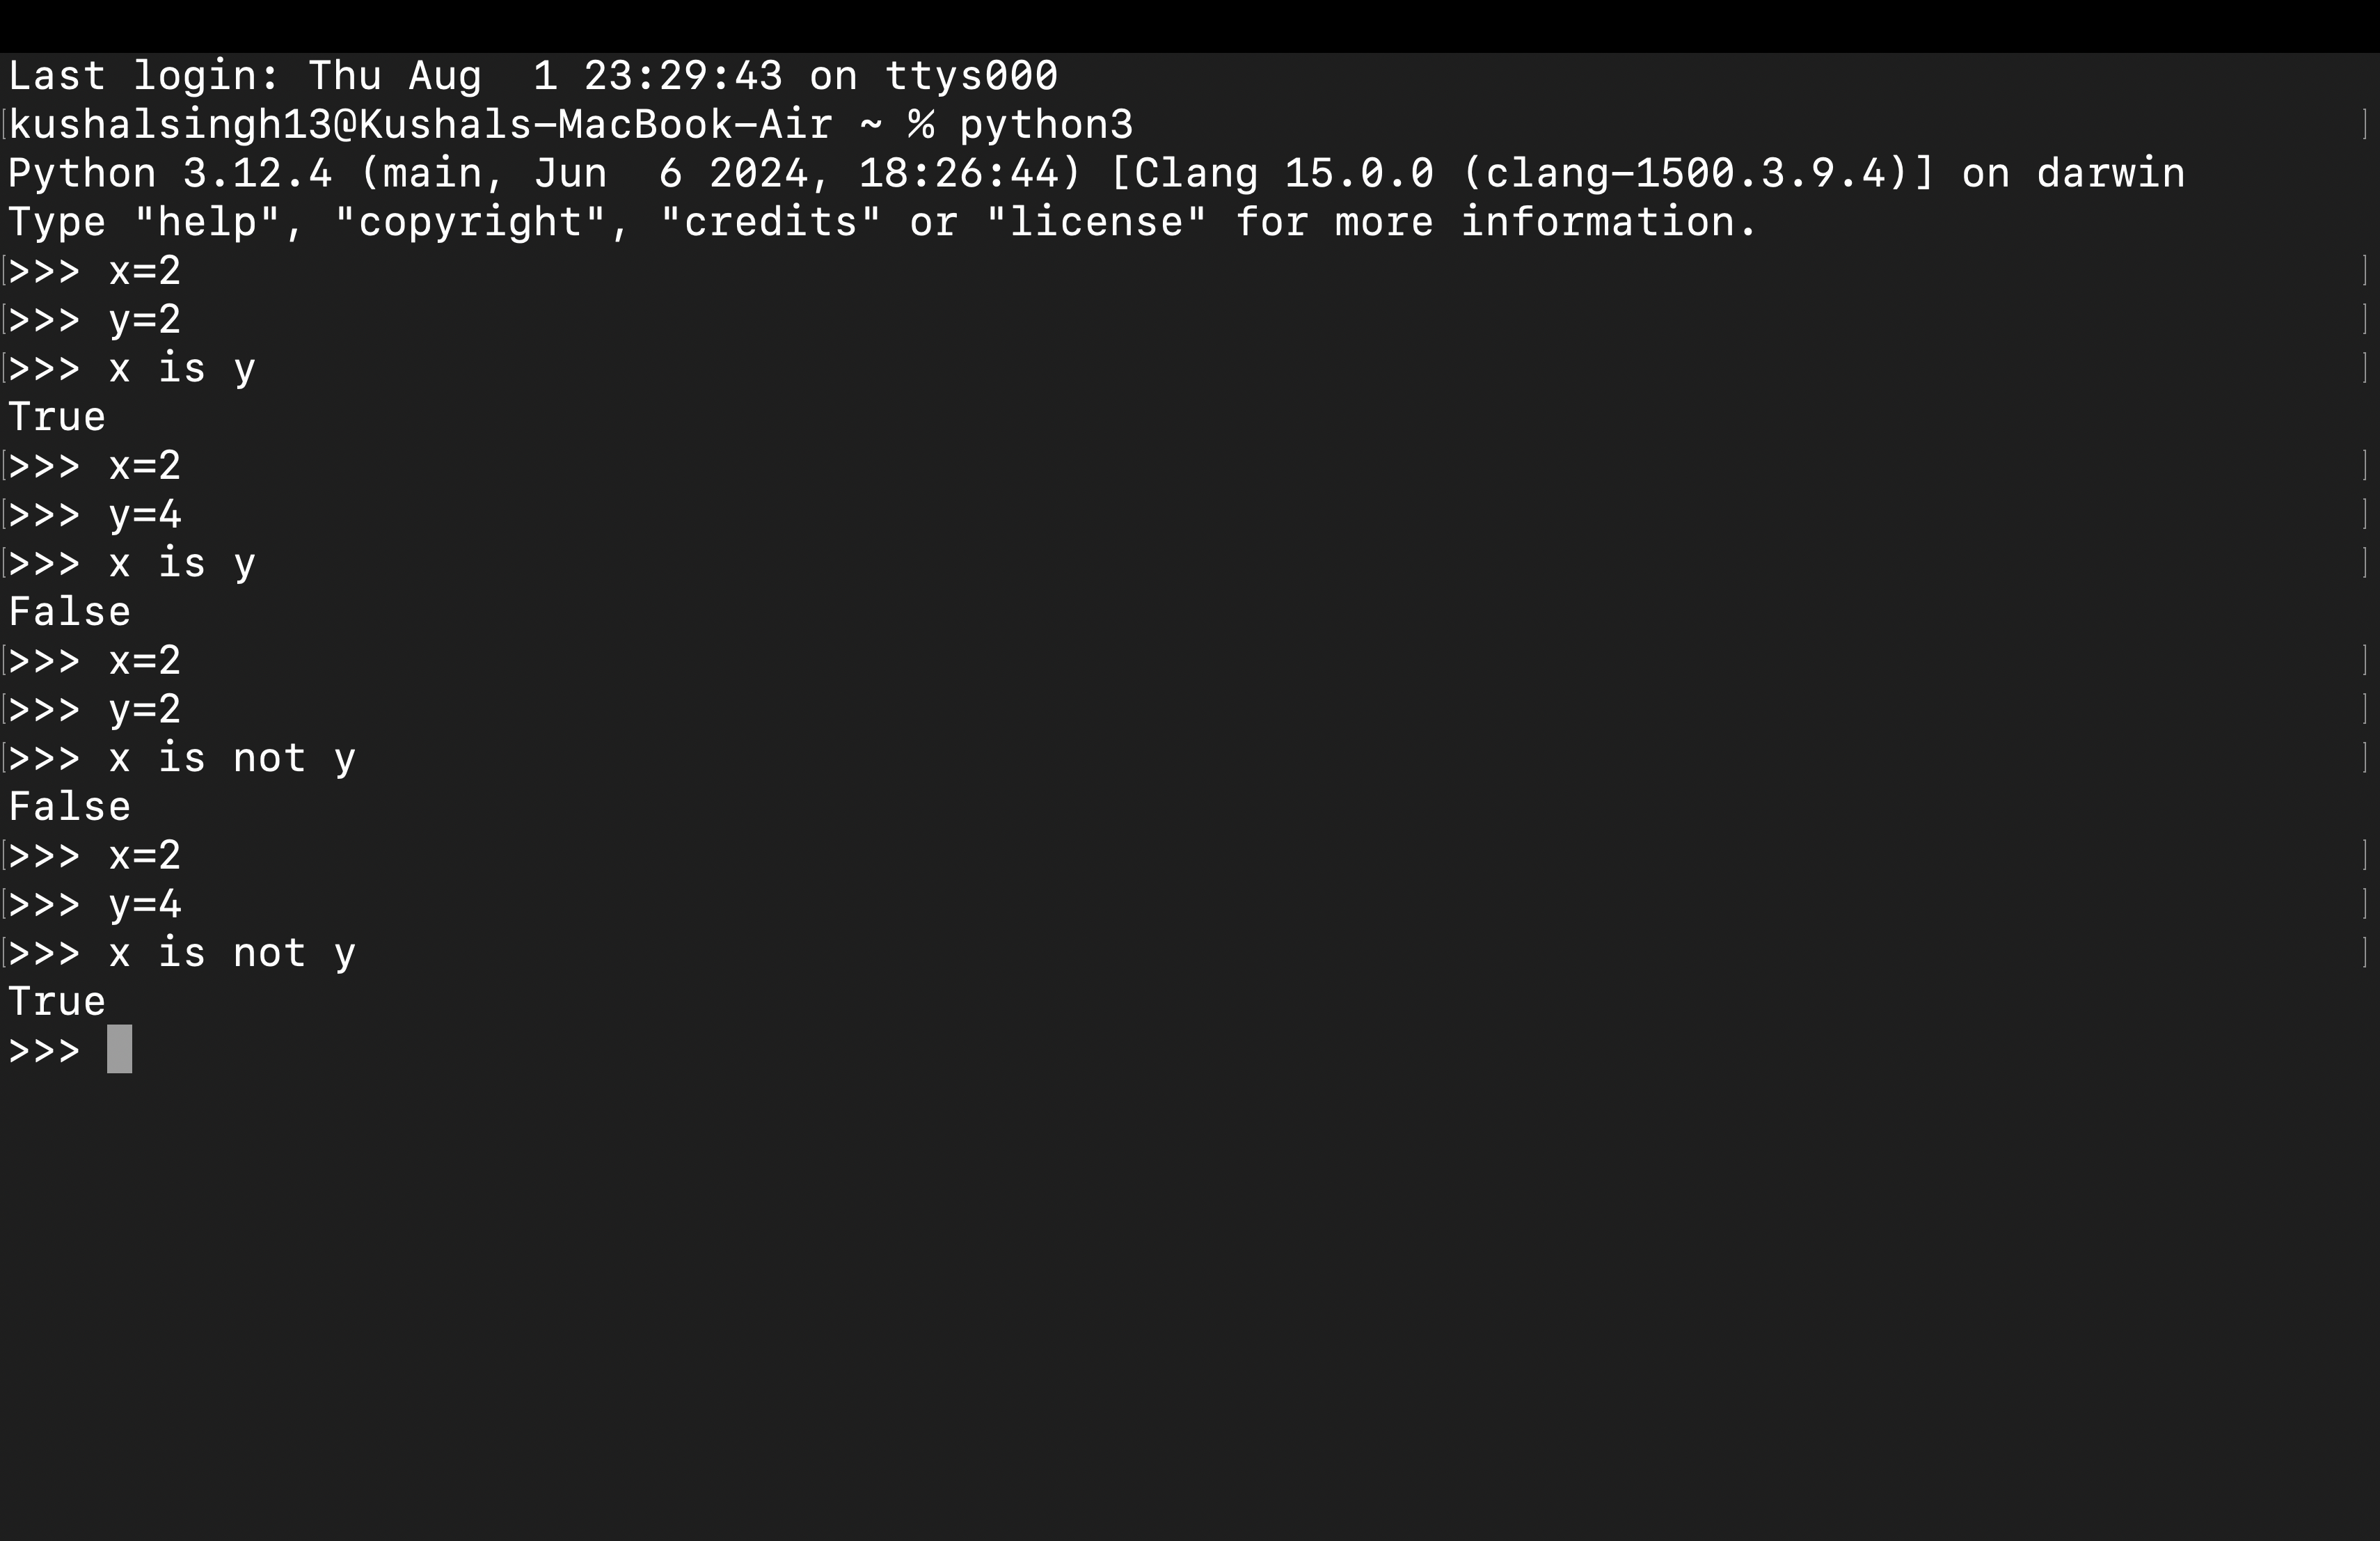 Last login: Thu Aug  1 23:29:43 on ttys000
kushalsingh13@Kushals-MacBook-Air ~ % python3
Python 3.12.4 (main, Jun  6 2024, 18:26:44) [Clang 15.0.0 (clang-1500.3.9.4)] on darwin
Type "help", "copyright", "credits" or "license" for more information.
>>> x=2
>>> y=2
>>> x is y
True
>>> x=2
>>> y=4
>>> x is y
False
>>> x=2
>>> y=2
>>> x is not y
False
>>> x=2
>>> y=4
>>> x is not y
True
>>>